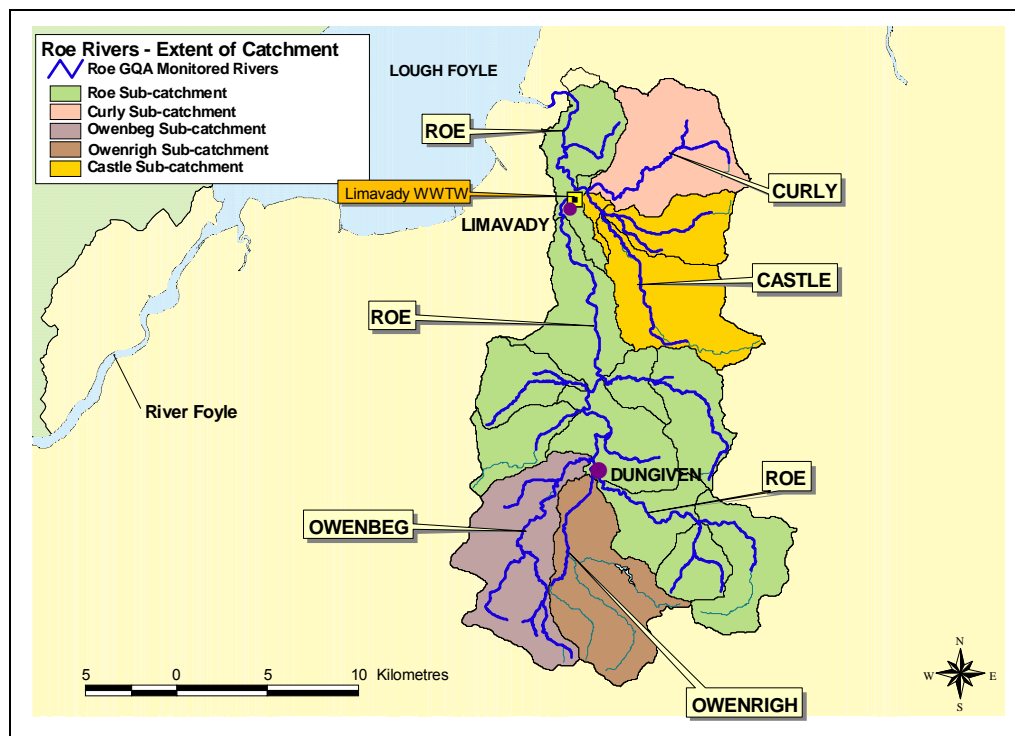 Roe Rivers - Extent of Catchment
Roe GQA Monitored Rivers
Roe Sub-catchment
Curly Sub-catchment
Owenbeg Sub-catchment
Owenrigh Sub-catchment
Castle Sub-catchment
LOUGH FOYLE
ROE
CURLY
Limavady WWTW
LIMAVADY
CASTLE
ROE
River Foyle
DUNGIVEN
ROE
OWENBEG
5 0 5 10 Kilometres
OWENRIGH
N
W E
S